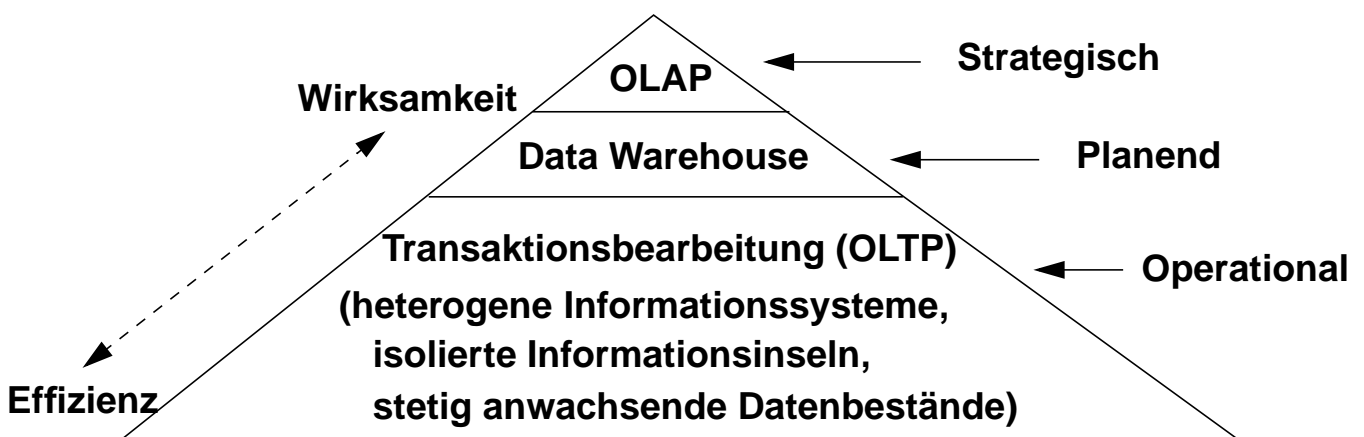 Strategisch
OLAP
Wirksamkeit
Data Warehouse
Planend
Transaktionsbearbeitung (OLTP)
Operational
(heterogene Informationssysteme,
isolierte Informationsinseln,
Effizienz
stetig anwachsende Datenbestände)